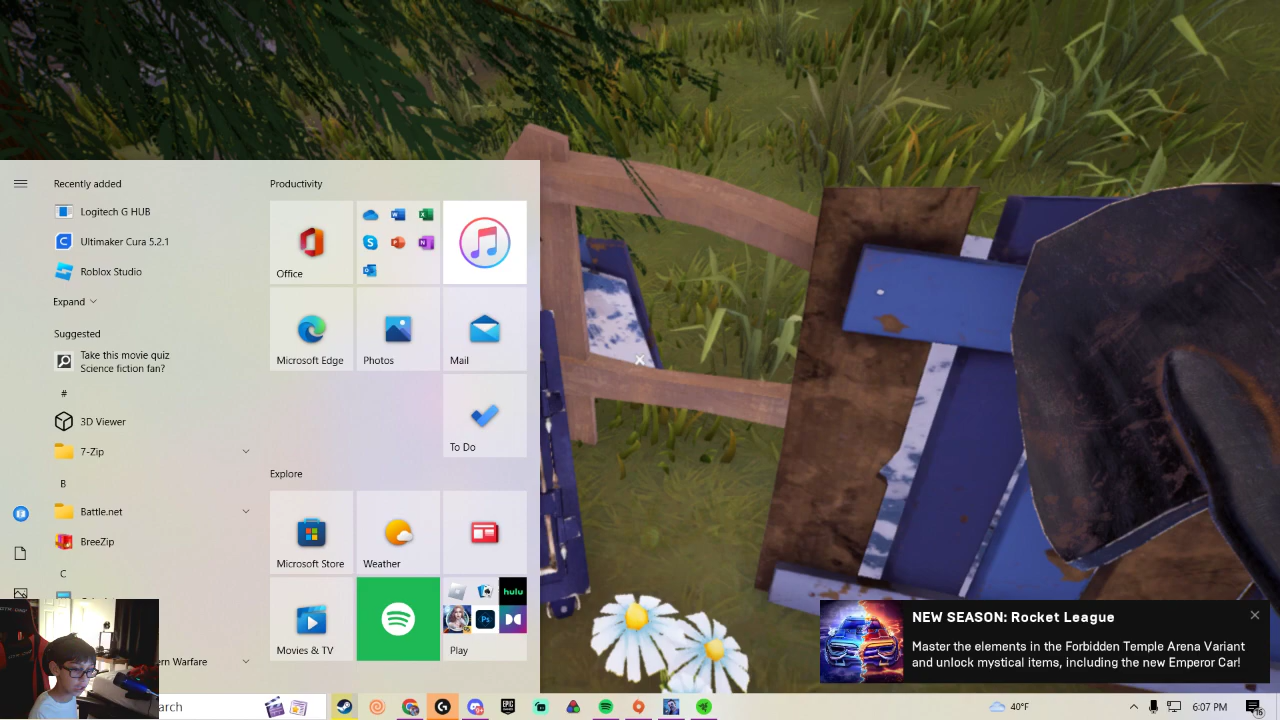 Recently added
Logitech G HUB
Ultimaker Cura 5.2.1
Roblox Studio
Expand
Suggested
Take this movie quiz
Science fiction fan?
#
3D Viewer
7-Zip
B
Battle.net
BreeZip
C
ern Warfare
Productivity
Office
Microsoft Edge
Photos
Mail
To Do
Explore
Microsoft Store
Weather
Movies & TV
hulu
Ps
Play
NEW SEASON: Rocket League
Master the elements in the Forbidden Temple Arena Variant
and unlock mystical items, including the new Emperor Car!
arch
EPIC
40°F
6:07 PM
16